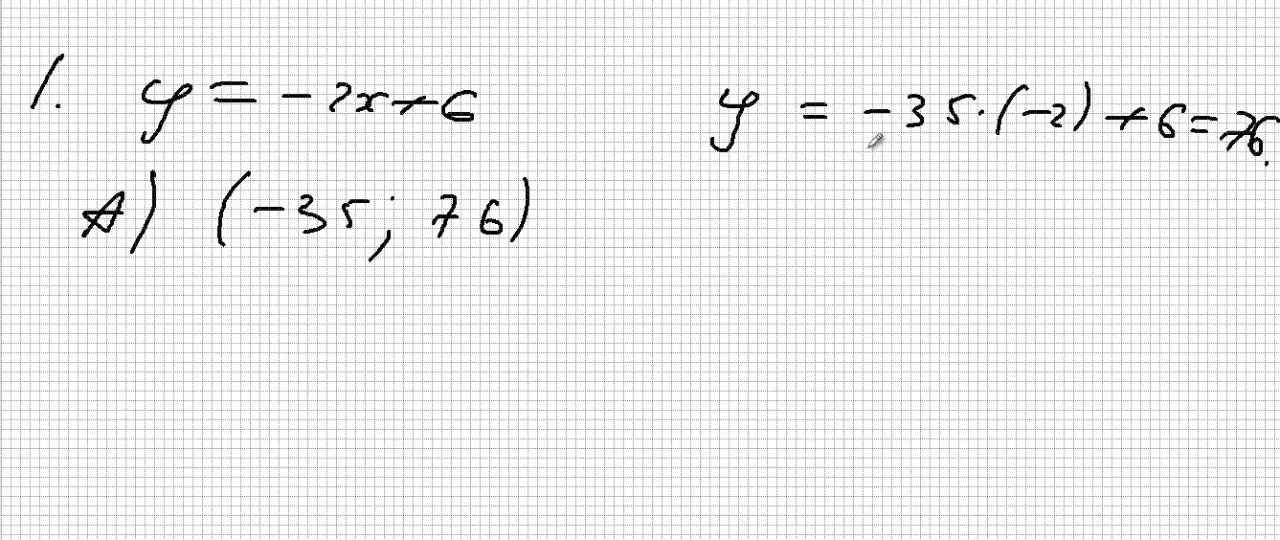 1. y = -2x+6
y = -35·(-2)+6=76.
A) (-35; 76)